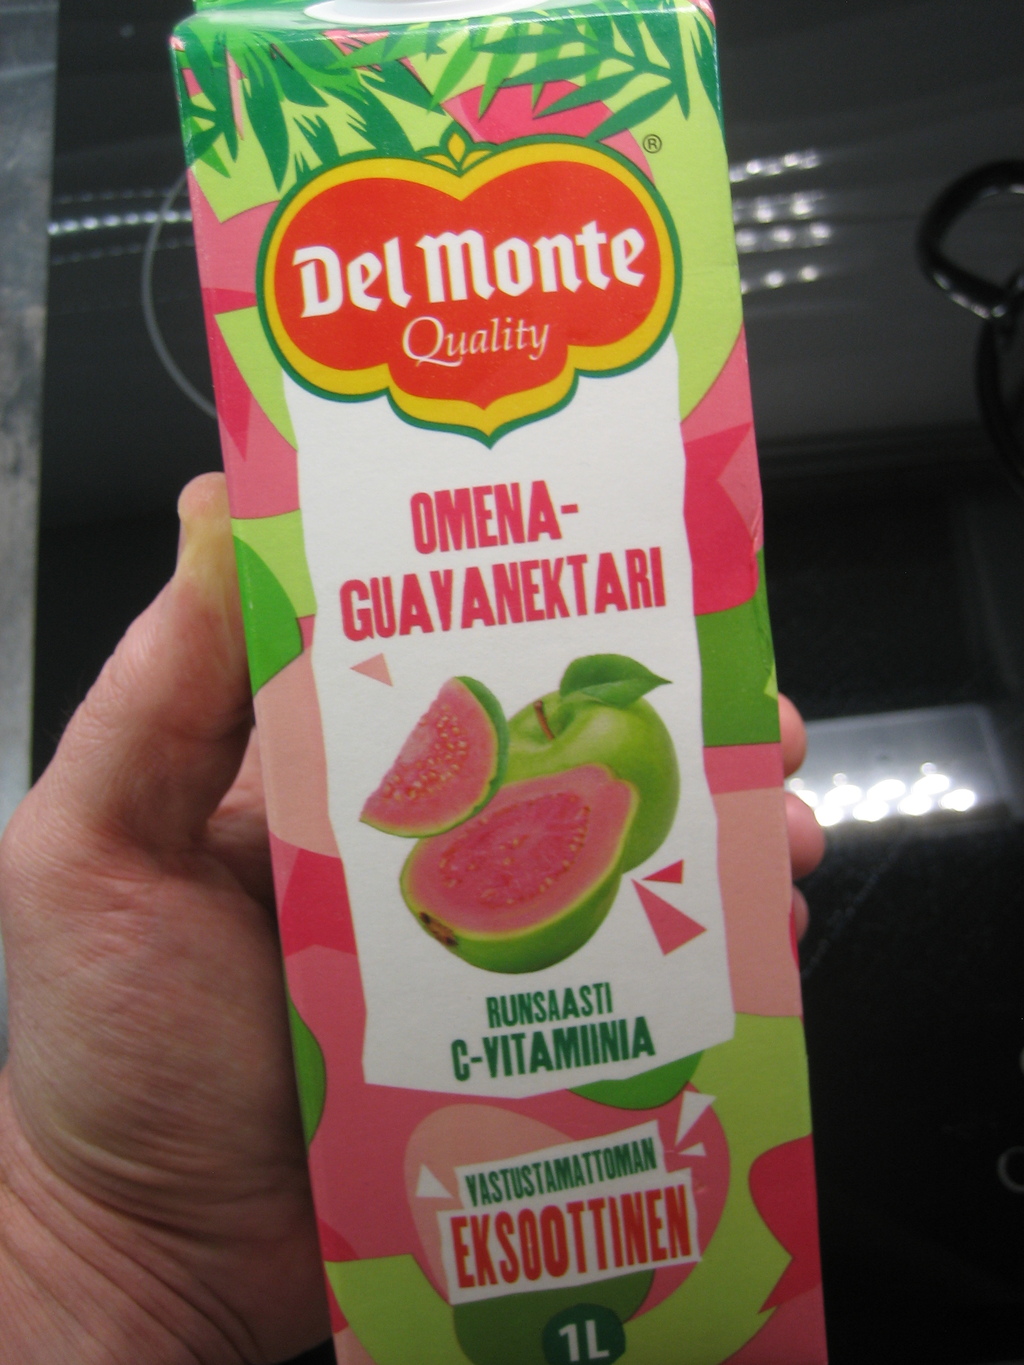 ®
Del Monte
Quality
OMENA-
GUAVANEKTARI
RUNSAASTI
C-VITAMIINIA
VASTUSTAMATTOMAN
EKSOOTTINEN
1L